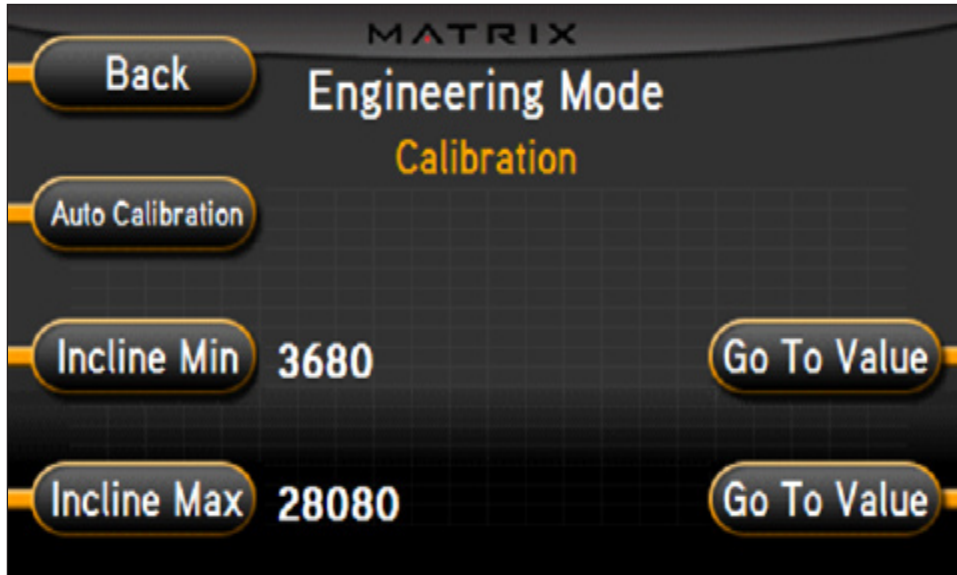 MATRIX
Back
Engineering Mode
Calibration
Auto Calibration
Incline Min 3680 Go To Value
Incline Max 28080 Go To Value